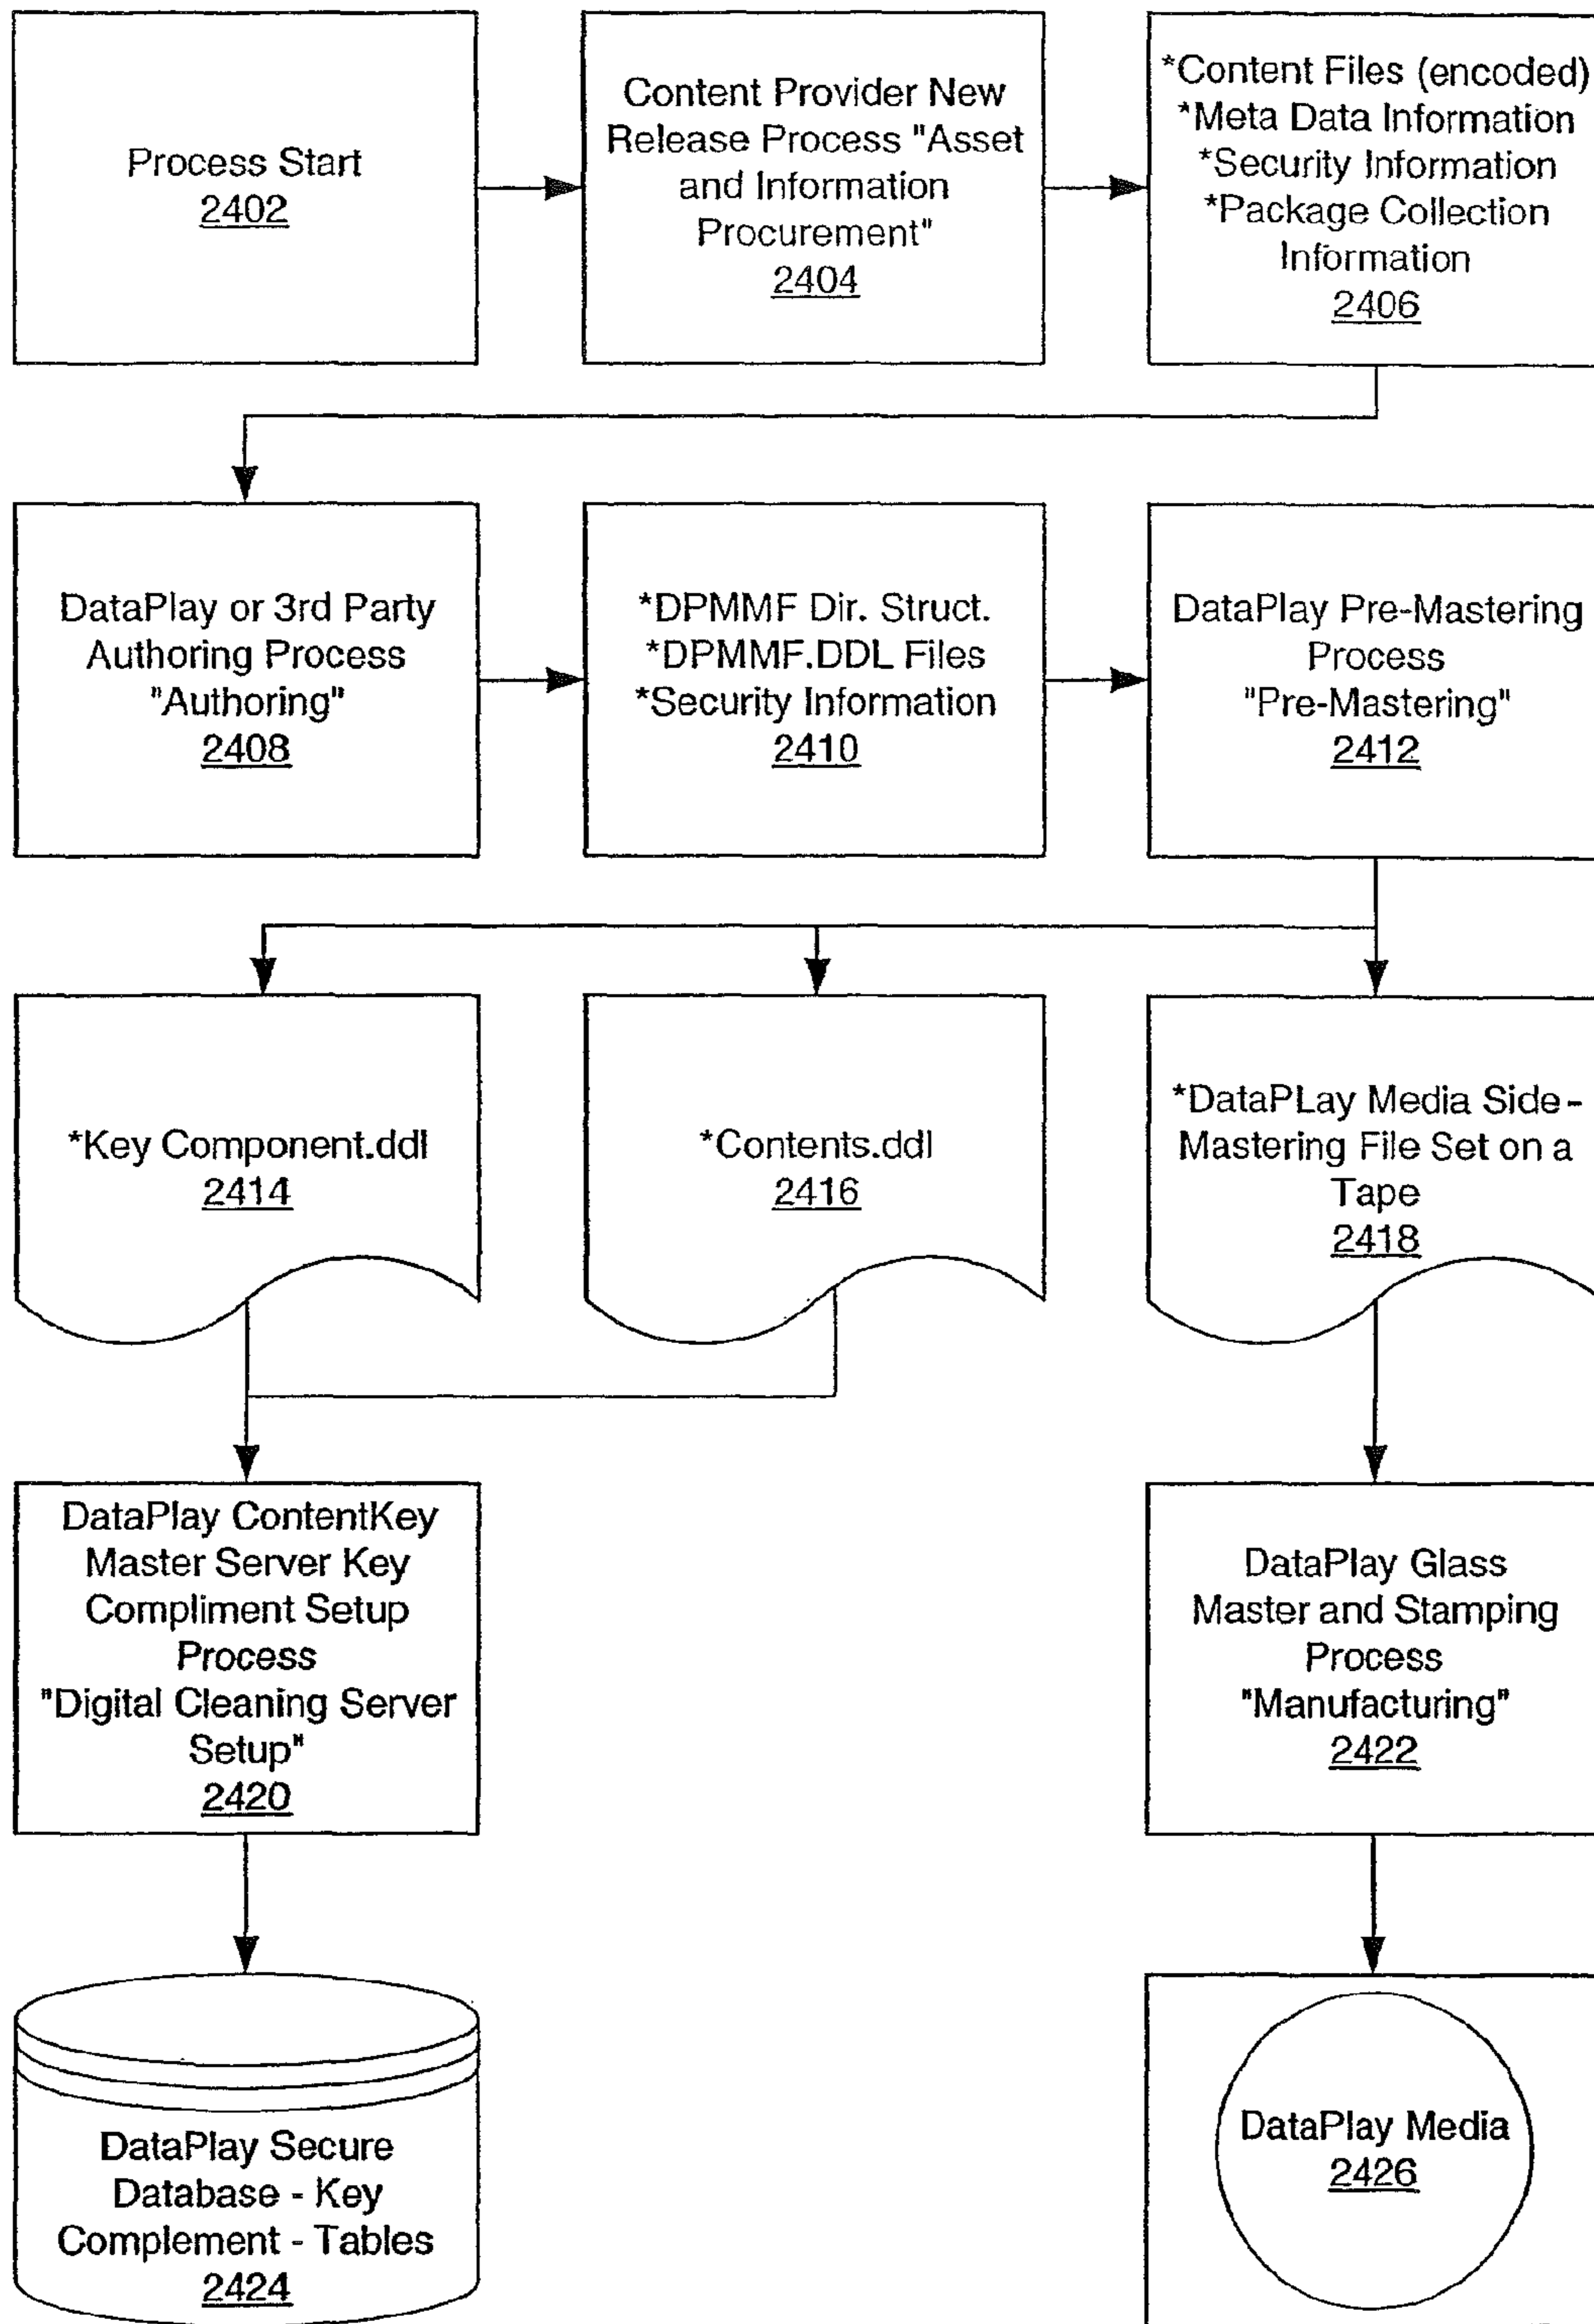 Process Start
2402
Content Provider New
Release Process "Asset
and Information
Procurement"
2404
*Content Files (encoded)
*Meta Data Information
*Security Information
*Package Collection
Information
2406
DataPlay or 3rd Party
Authoring Process
"Authoring"
2408
*DPMMF Dir. Struct.
*DPMMF.DDL Files
*Security Information
2410
DataPlay Pre-Mastering
Process
"Pre-Mastering"
2412
*Key Component.ddl
2414
*Contents.ddl
2416
*DataPLay Media Side-
Mastering File Set on a
Tape
2418
DataPlay ContentKey
Master Server Key
Compliment Setup
Process
"Digital Cleaning Server
Setup"
2420
DataPlay Glass
Master and Stamping
Process
"Manufacturing"
2422
DataPlay Secure
Database - Key
Complement - Tables
2424
DataPlay Media
2426